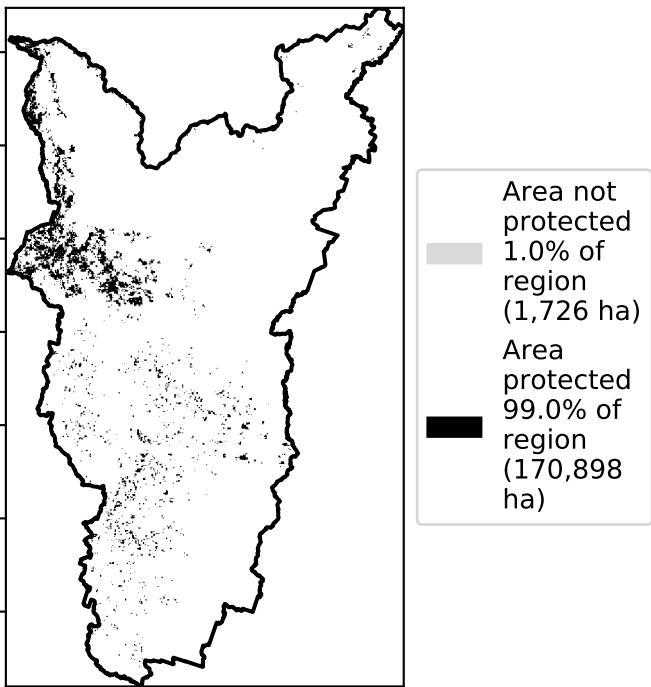 Area not
protected
1.0% of
region
(1,726 ha)
Area
protected
99.0% of
region
(170,898
ha)